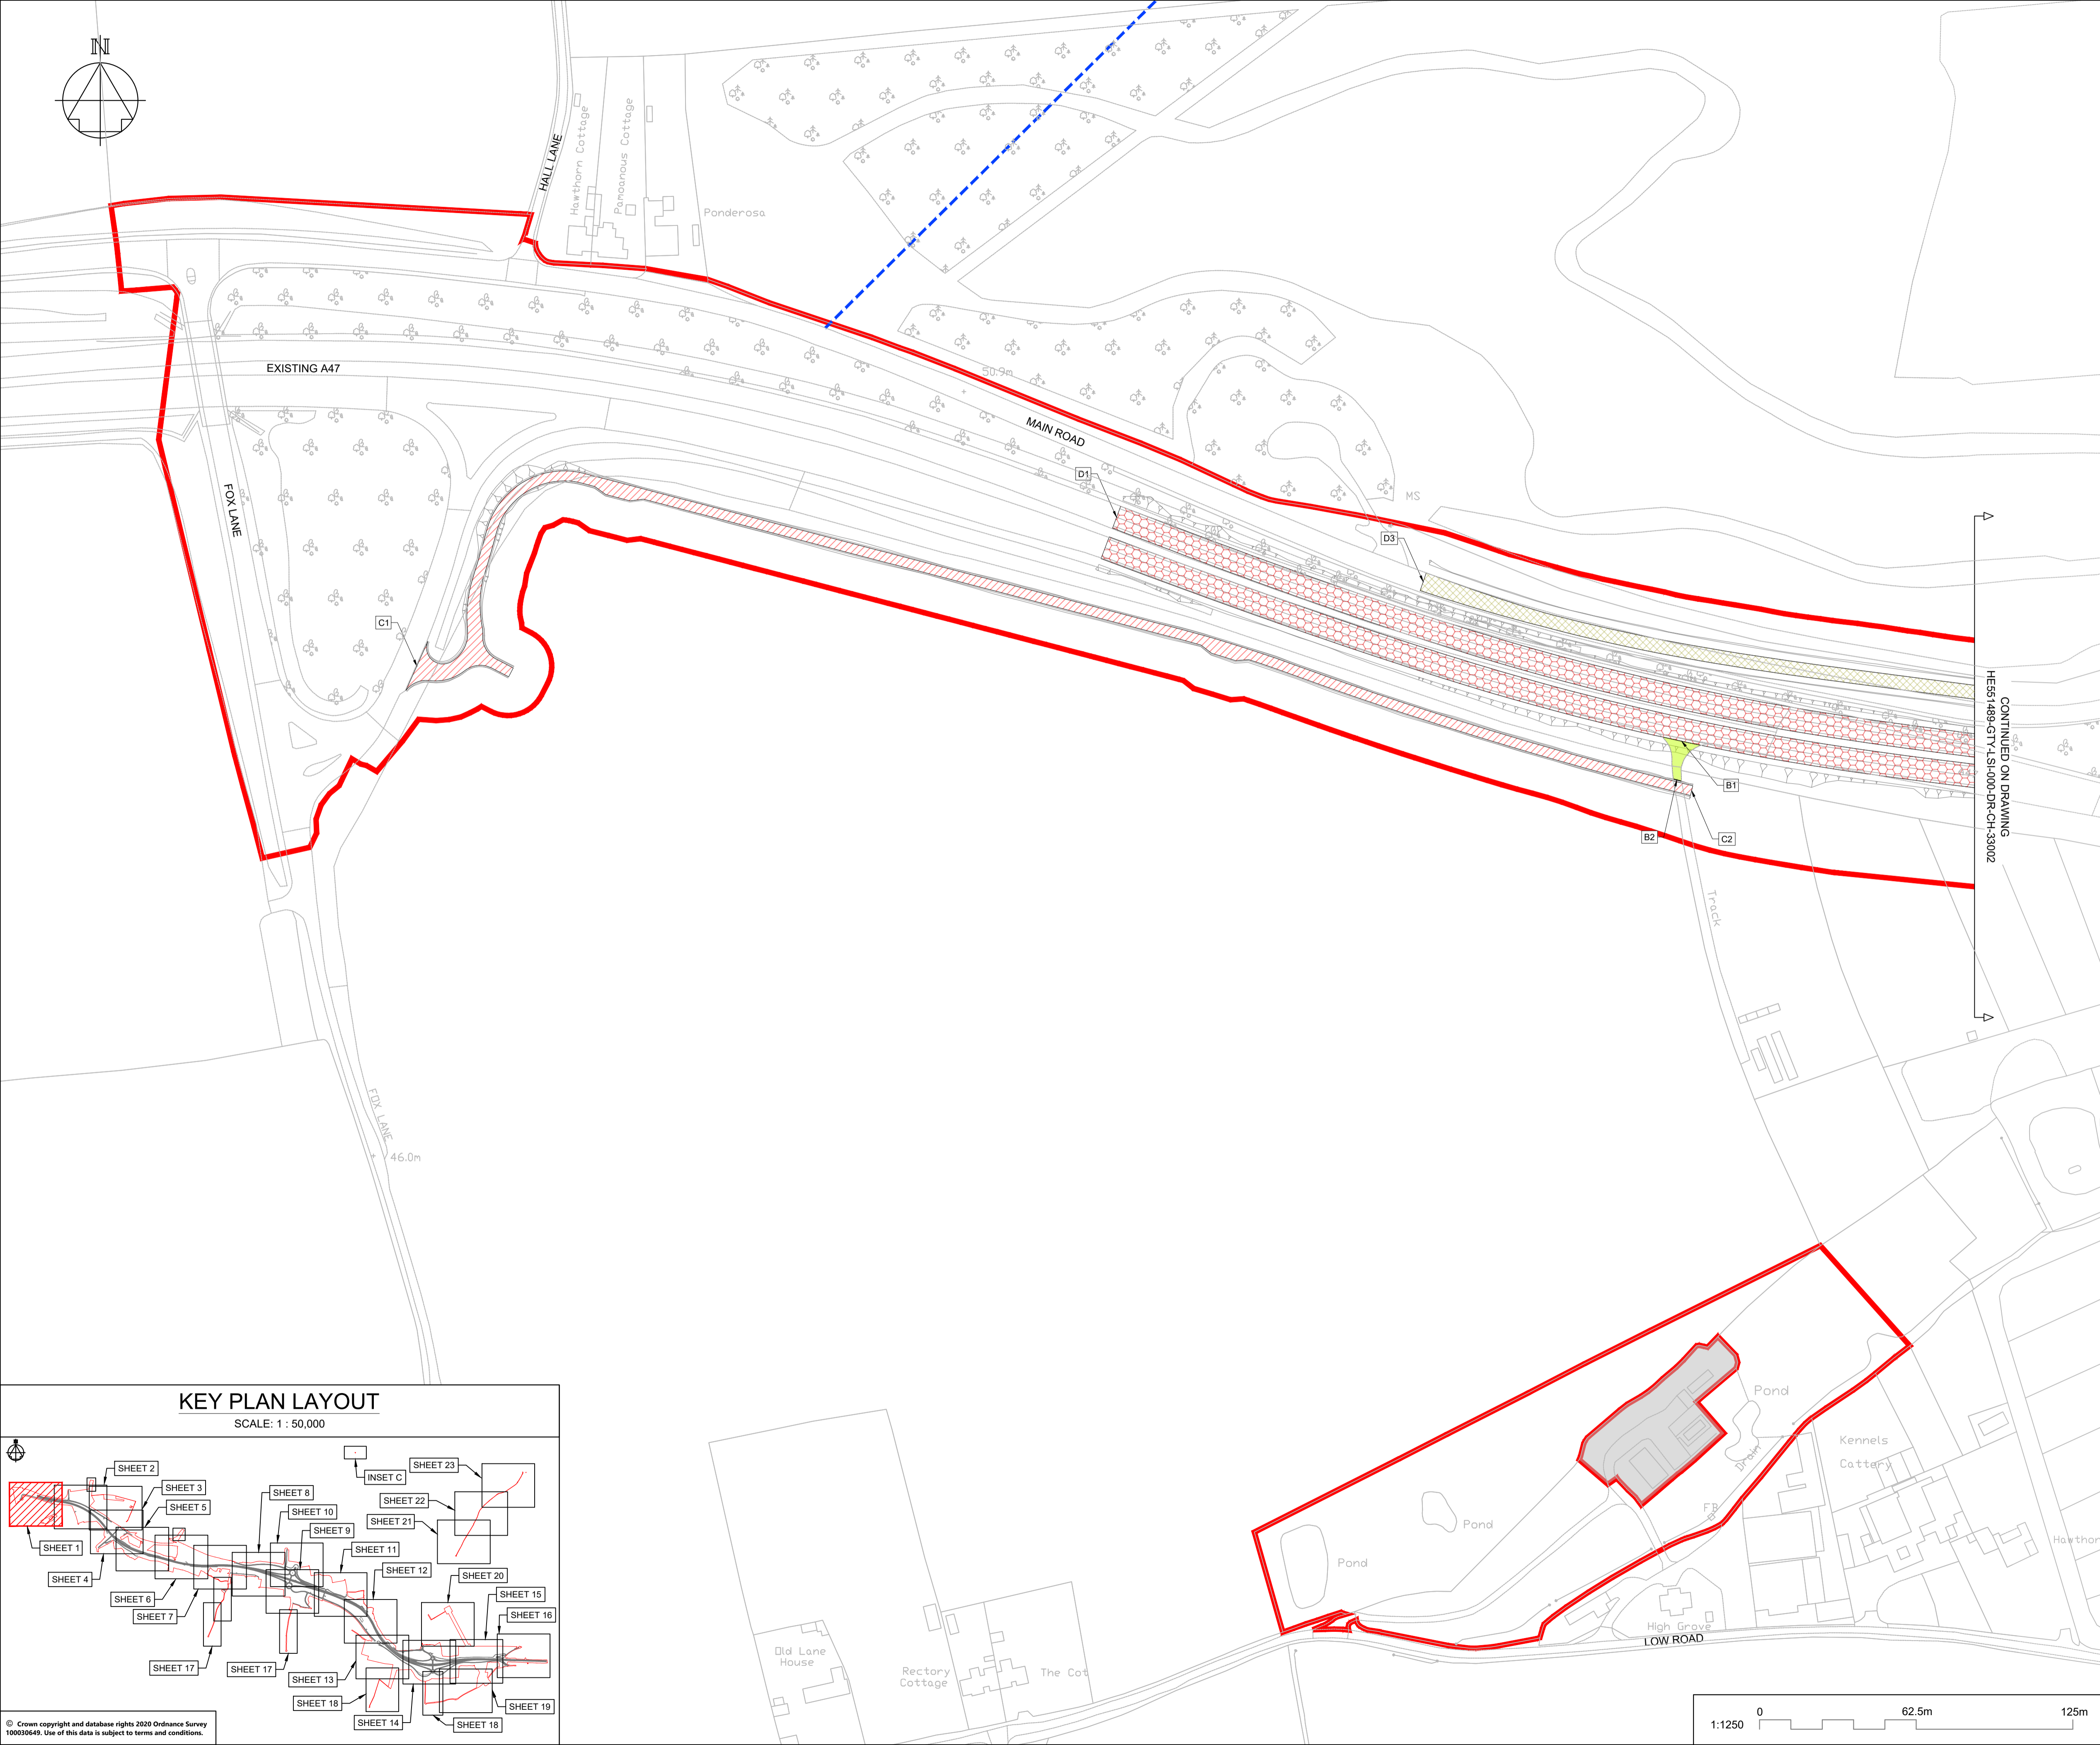 N
HALL LANE
Hawthorn Cottage
Pamoanous Cottage
Ponderosa
EXISTING A47
50.9m
MAIN ROAD
FOX LANE
D1
MS
D3
C1
B1
B2
C2
CONTINUED ON DRAWING
HE551489-GTY-LSI-000-DR-CH-33002
Track
FOX LANE
46.0m
Pond
Kennels
Cattery
Drain
FB
Pond
Pond
Hawthor
High Grove
LOW ROAD
Old Lane
House
Rectory
Cottage
The Cot
KEY PLAN LAYOUT
SCALE: 1 : 50,000
SHEET 23
INSET C
SHEET 2
SHEET 3
SHEET 5
SHEET 8
SHEET 10
SHEET 9
SHEET 22
SHEET 21
SHEET 1
SHEET 11
SHEET 12
SHEET 4
SHEET 20
SHEET 6
SHEET 15
SHEET 7
SHEET 16
SHEET 17
SHEET 17
SHEET 13
SHEET 18
SHEET 14
SHEET 18
SHEET 19
© Crown copyright and database rights 2020 Ordnance Survey
100030649. Use of this data is subject to terms and conditions.
1:1250
0
62.5m
125m